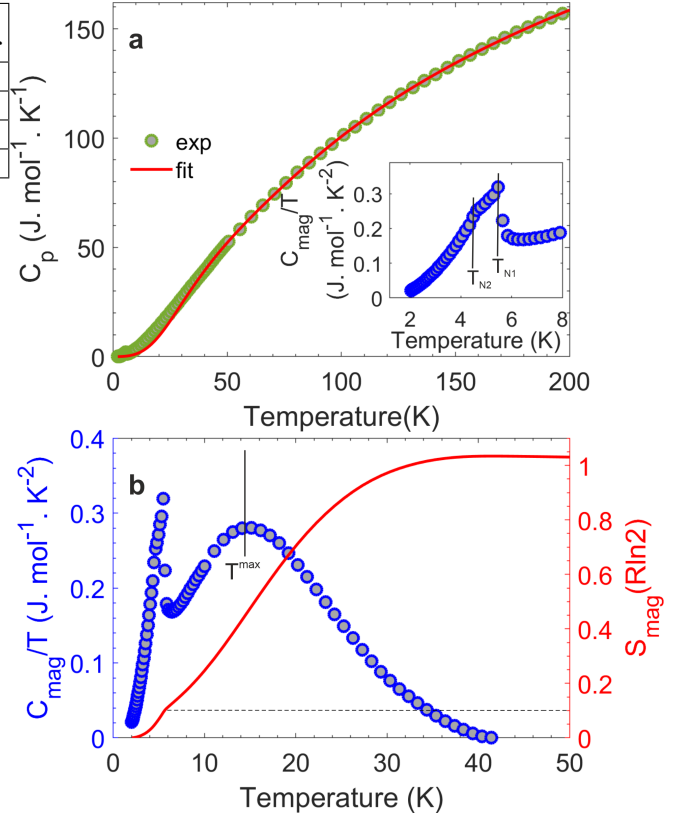 a
C_p (J. mol^-1 . K^-1)
150
100
50
0
exp
fit
C_mag/T
(J. mol^-1 . K^-2)
0.3
0.2
0.1
0
T_N2
T_N1
2 4 6 8
Temperature (K)
0 50 100 150 200
Temperature(K)
b
C_mag/T (J. mol^-1 . K^-2)
0.4
0.3
0.2
0.1
0
T^max
1
0.8
0.6
0.4
0.2
0
S_mag(Rln2)
0 10 20 30 40 50
Temperature (K)